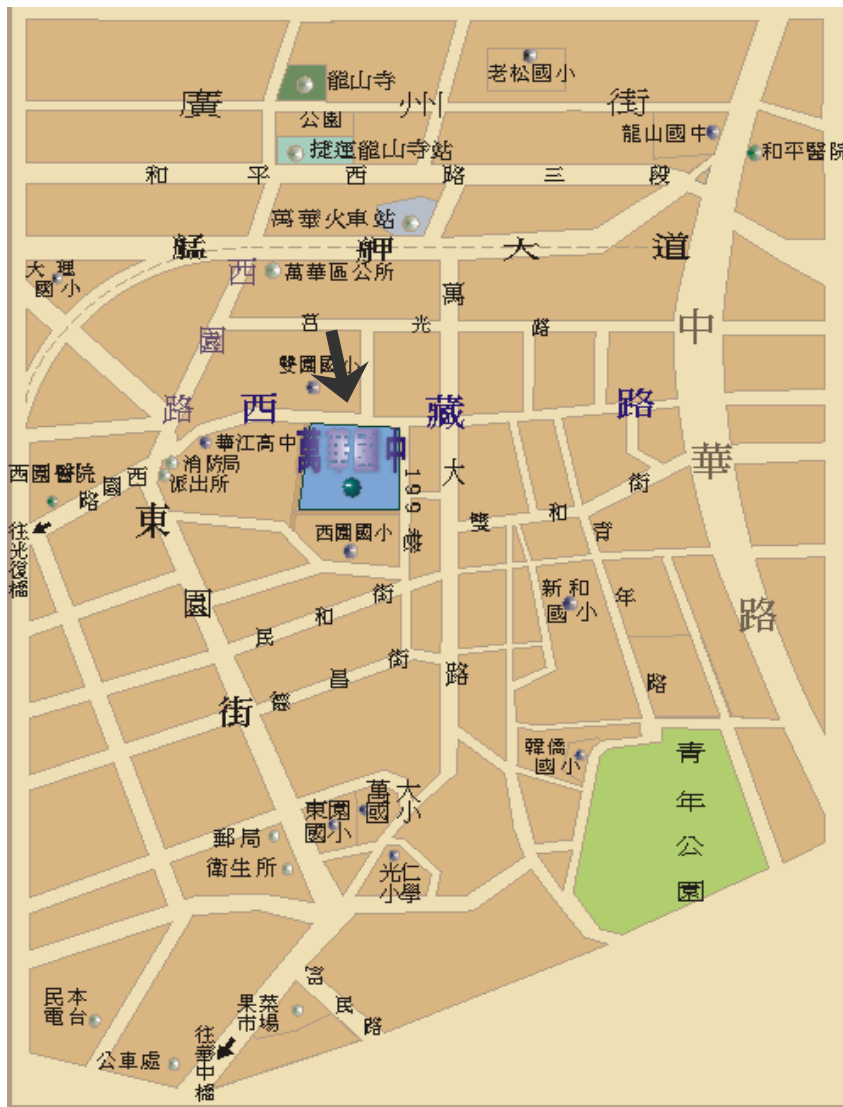 龍山寺
老松國小
廣州街
公園
龍山國中
捷運龍山寺站
和平醫院
和平西路三段
萬華火車站
艋舺大道
大理國小
西園路
萬華區公所
萬大路
莒光路
中華路
雙園國小
西藏路
萬華國中
華江高中
消防局
派出所
西園醫院
西園路
199巷
往光復橋
東園街
西園國小
雙和街
青年路
新和國小
民和街
德昌街
韓僑國小
青年公園
東園國小
萬大國小
郵局
衛生所
光仁小學
富民路
民本電台
果菜市場
往華中橋
公車處